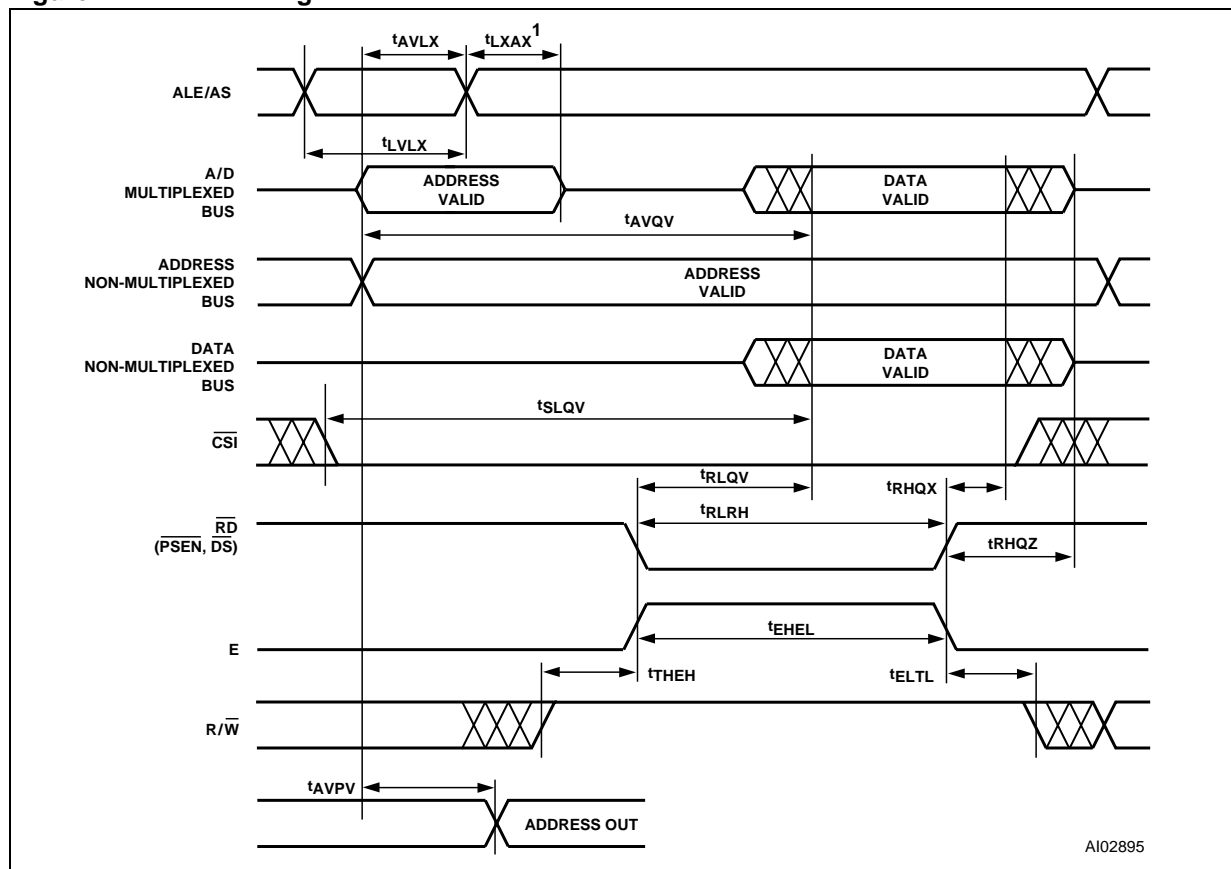 tAVLX tLXAX 1
ALE/AS
tLVLX
A/D
MULTIPLEXED
BUS
ADDRESS
VALID
DATA
VALID
tAVQV
ADDRESS
NON-MULTIPLEXED
BUS
ADDRESS
VALID
DATA
NON-MULTIPLEXED
BUS
DATA
VALID
tSLQV
CSI
tRLQV
tRHQX
RD
(PSEN, DS)
tRLRH
tRHQZ
E
tEHEL
tTHEH
tELTL
R/W
tAVPV
ADDRESS OUT
AI02895